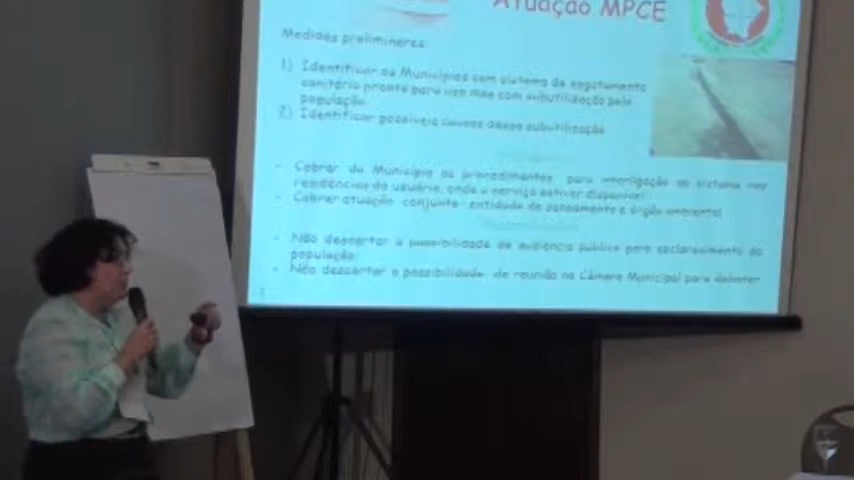 Atuação MPCE
Medidas preliminares
1) Identificar os Municípios com sistema de esgotamento
sanitário pronto para uso mas com subutilização pela
população
2) Identificar possíveis causas dessa subutilização
- Cobrar do Município os procedimentos para interligação ao sistema nas
residências do usuário, onde o serviço estiver disponível
- Cobrar atuação conjunta: entidade de saneamento e órgão ambiental
- Não descartar a possibilidade de audiência pública para esclarecimento da
população;
- Não descartar a possibilidade de reunião na Câmara Municipal para debater